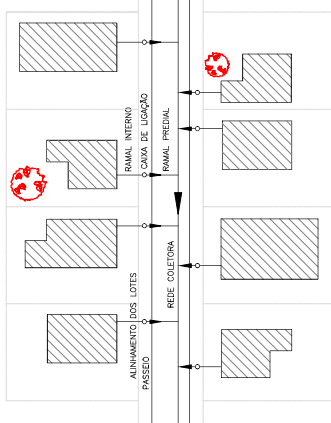 RAMAL INTERNO
CAIXA DE LIGAÇÃO
RAMAL PREDIAL
ALINHAMENTO DOS LOTES
PASSEIO
REDE COLETORA